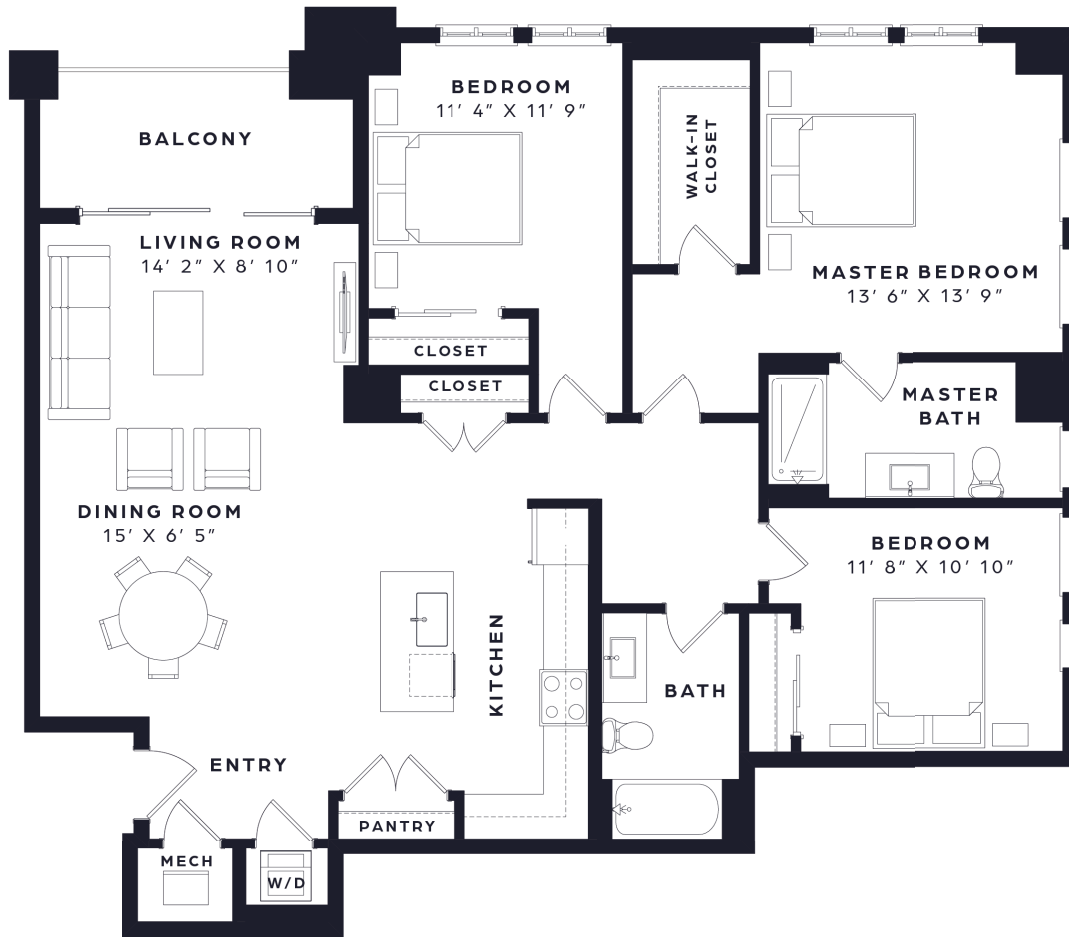 BEDROOM
11' 4" X 11' 9"
BALCONY
WALK-IN
CLOSET
LIVING ROOM
14' 2" X 8' 10"
MASTER BEDROOM
13' 6" X 13' 9"
CLOSET
CLOSET
MASTER
BATH
DINING ROOM
15' X 6' 5"
BEDROOM
11' 8" X 10' 10"
KITCHEN
BATH
ENTRY
PANTRY
MECH
W/D